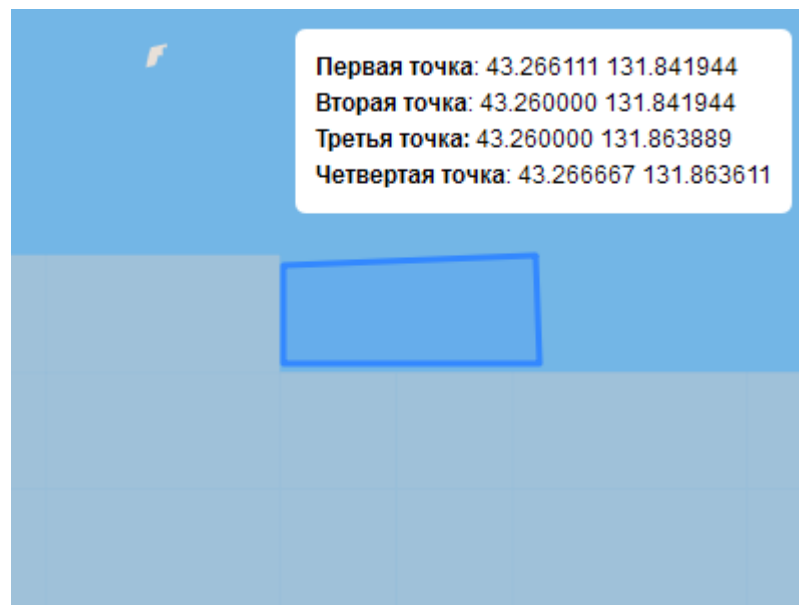 Первая точка: 43.266111 131.841944
Вторая точка: 43.260000 131.841944
Третья точка: 43.260000 131.863889
Четвертая точка: 43.266667 131.863611